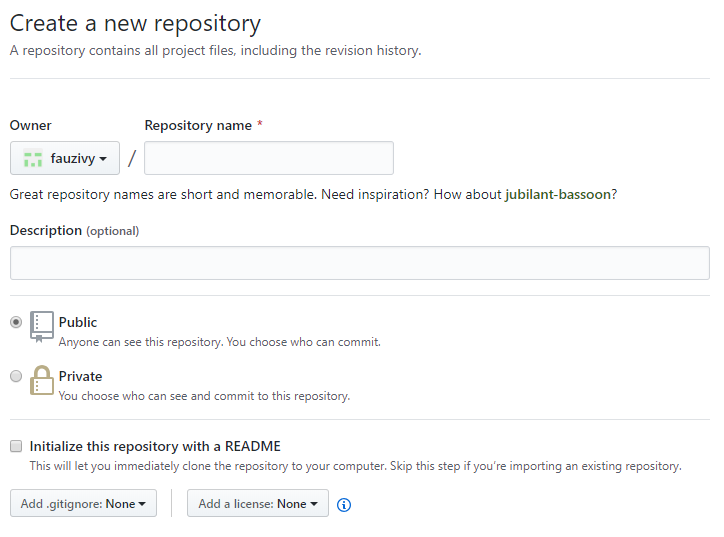 Create a new repository
A repository contains all project files, including the revision history.
Owner Repository name *
fauzivy /
Great repository names are short and memorable. Need inspiration? How about jubilant-bassoon?
Description (optional)
Public
Anyone can see this repository. You choose who can commit.
Private
You choose who can see and commit to this repository.
Initialize this repository with a README
This will let you immediately clone the repository to your computer. Skip this step if you’re importing an existing repository.
Add .gitignore: None Add a license: None